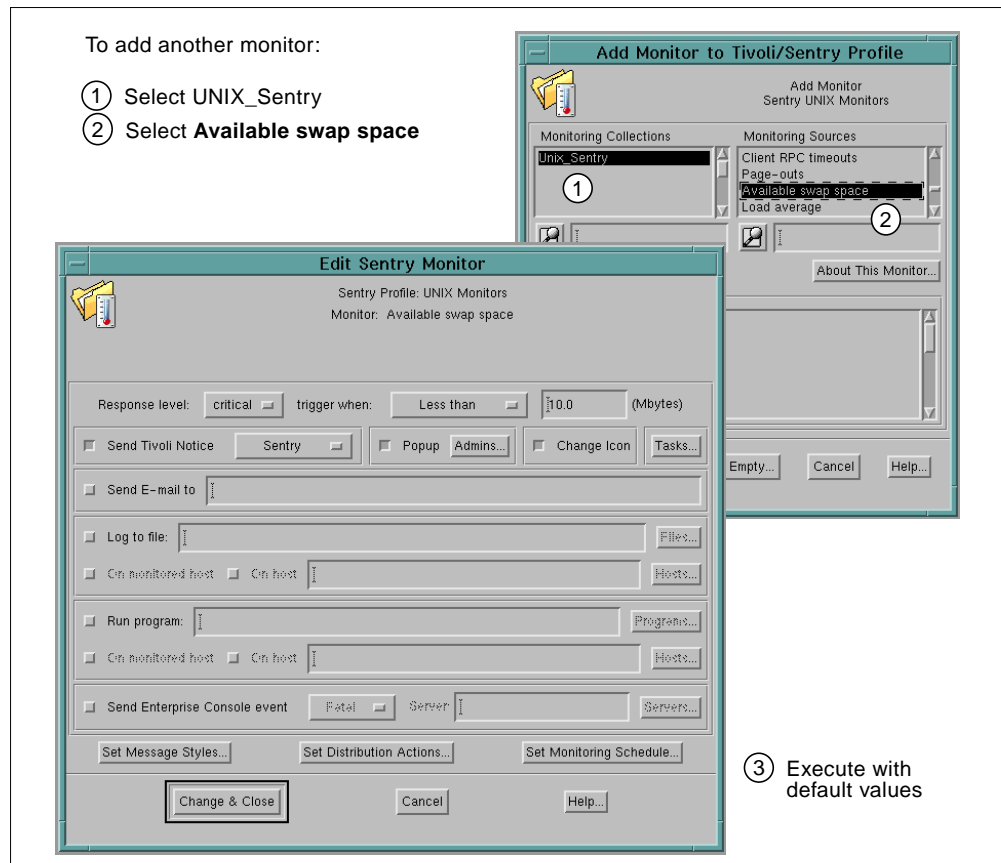 To add another monitor:
1 Select UNIX_Sentry
2 Select Available swap space
Add Monitor to Tivoli/Sentry Profile
Add Monitor
Sentry UNIX Monitors
Monitoring Collections
Unix_Sentry
1
Monitoring Sources
Client RPC timeouts
Page-outs
Available swap space
Load average
2
About This Monitor...
Empty... Cancel Help...
Edit Sentry Monitor
Sentry Profile: UNIX Monitors
Monitor: Available swap space
Response level: critical trigger when: Less than 10.0 (Mbytes)
Send Tivoli Notice Sentry Popup Admins... Change Icon Tasks...
Send E-mail to
Log to file: Files...
On monitored host On host Hosts...
Run program: Programs...
On monitored host On host Hosts...
Send Enterprise Console event Fatal Server Servers...
Set Message Styles... Set Distribution Actions... Set Monitoring Schedule...
Change & Close Cancel Help...
3 Execute with
default values